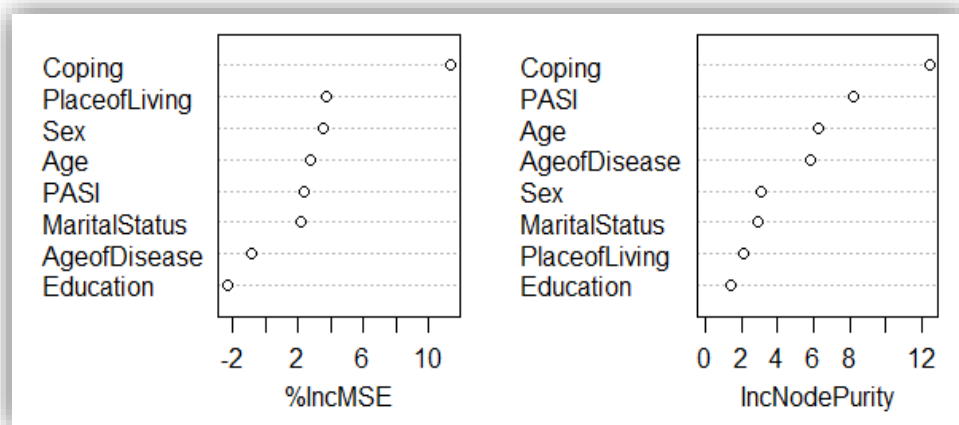 Coping
PlaceofLiving
Sex
Age
PASI
MaritalStatus
AgeofDisease
Education
-2 2 6 10
%IncMSE
Coping
PASI
Age
AgeofDisease
Sex
MaritalStatus
PlaceofLiving
Education
0 2 4 6 8 12
IncNodePurity